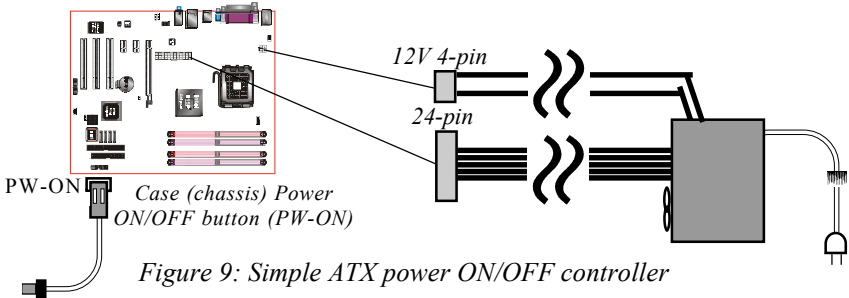 12V 4-pin
24-pin
PW-ON
Case (chassis) Power
ON/OFF button (PW-ON)
Figure 9: Simple ATX power ON/OFF controller